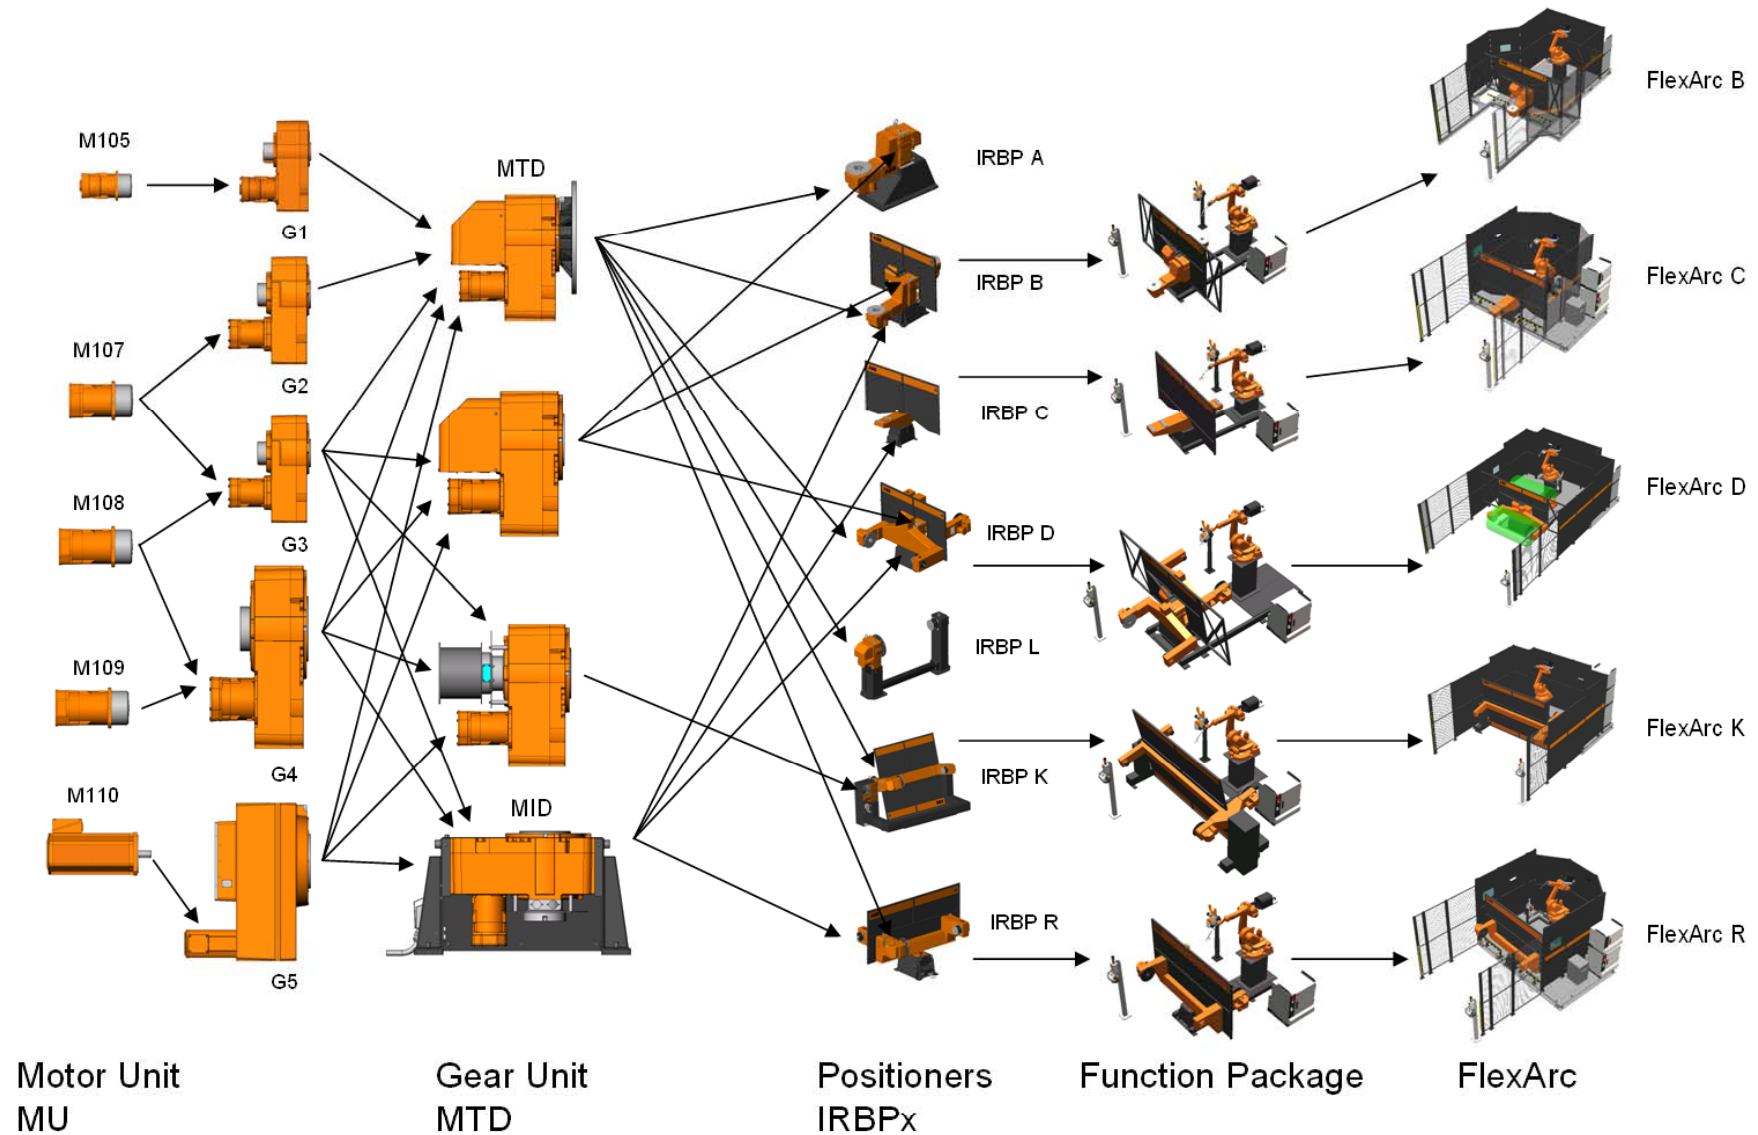 M105
G1
M107
G2
M108
G3
M109
G4
M110
G5
MTD
MID
IRBP A
IRBP B
IRBP C
IRBP D
IRBP L
IRBP K
IRBP R
FlexArc B
FlexArc C
FlexArc D
FlexArc K
FlexArc R
Motor Unit
MU
Gear Unit
MTD
Positioners
IRBPx
Function Package
FlexArc